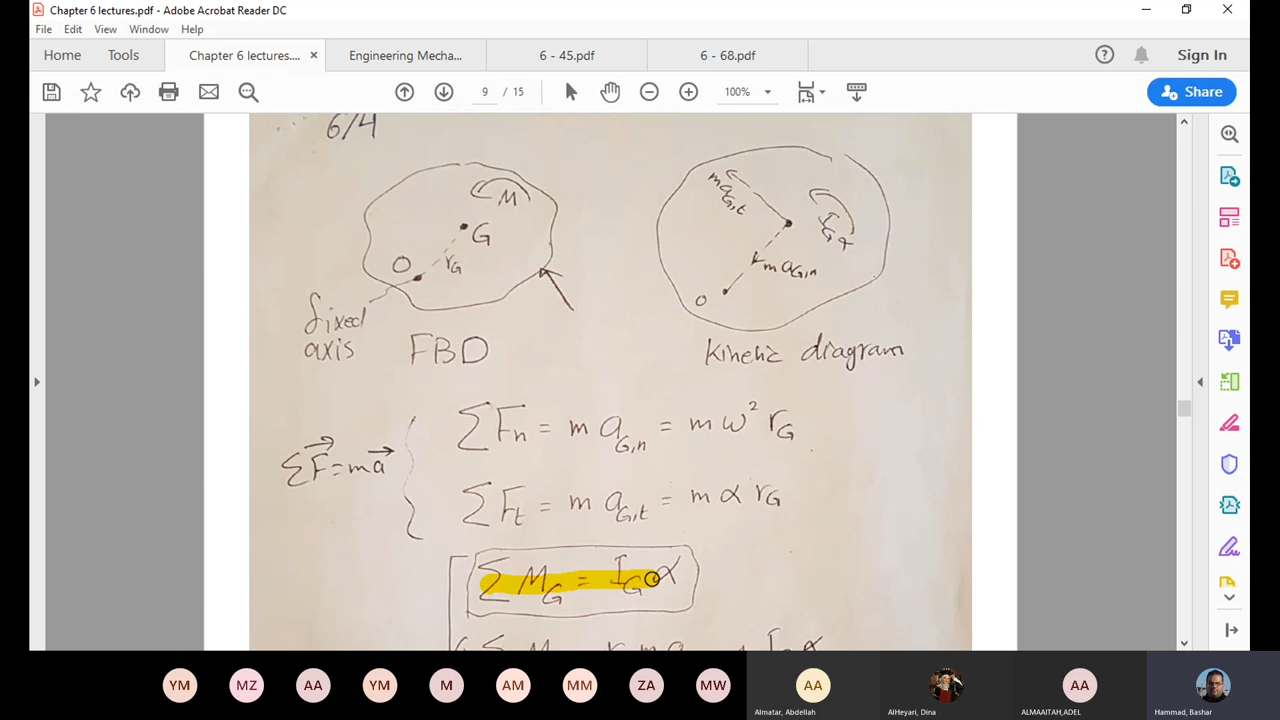 Chapter 6 lectures.pdf - Adobe Acrobat Reader DC
File Edit View Window Help
Home Tools Chapter 6 lectures.... × Engineering Mecha... 6 - 45.pdf 6 - 68.pdf Sign In
9 / 15 100% Share
6/4
M
G
O
rG
fixed
axis
FBD
m aG,t
IG α
m aG,n
O
Kinetic diagram
ΣF = ma
ΣFn = m aG,n = m ω² rG
ΣFt = m aG,t = m α rG
ΣMG = IG α
YM MZ AA YM M AM MM ZA MW AA AA
Almatar, Abdellah AlHeyari, Dina ALMAAITAH,ADEL Hammad, Bashar